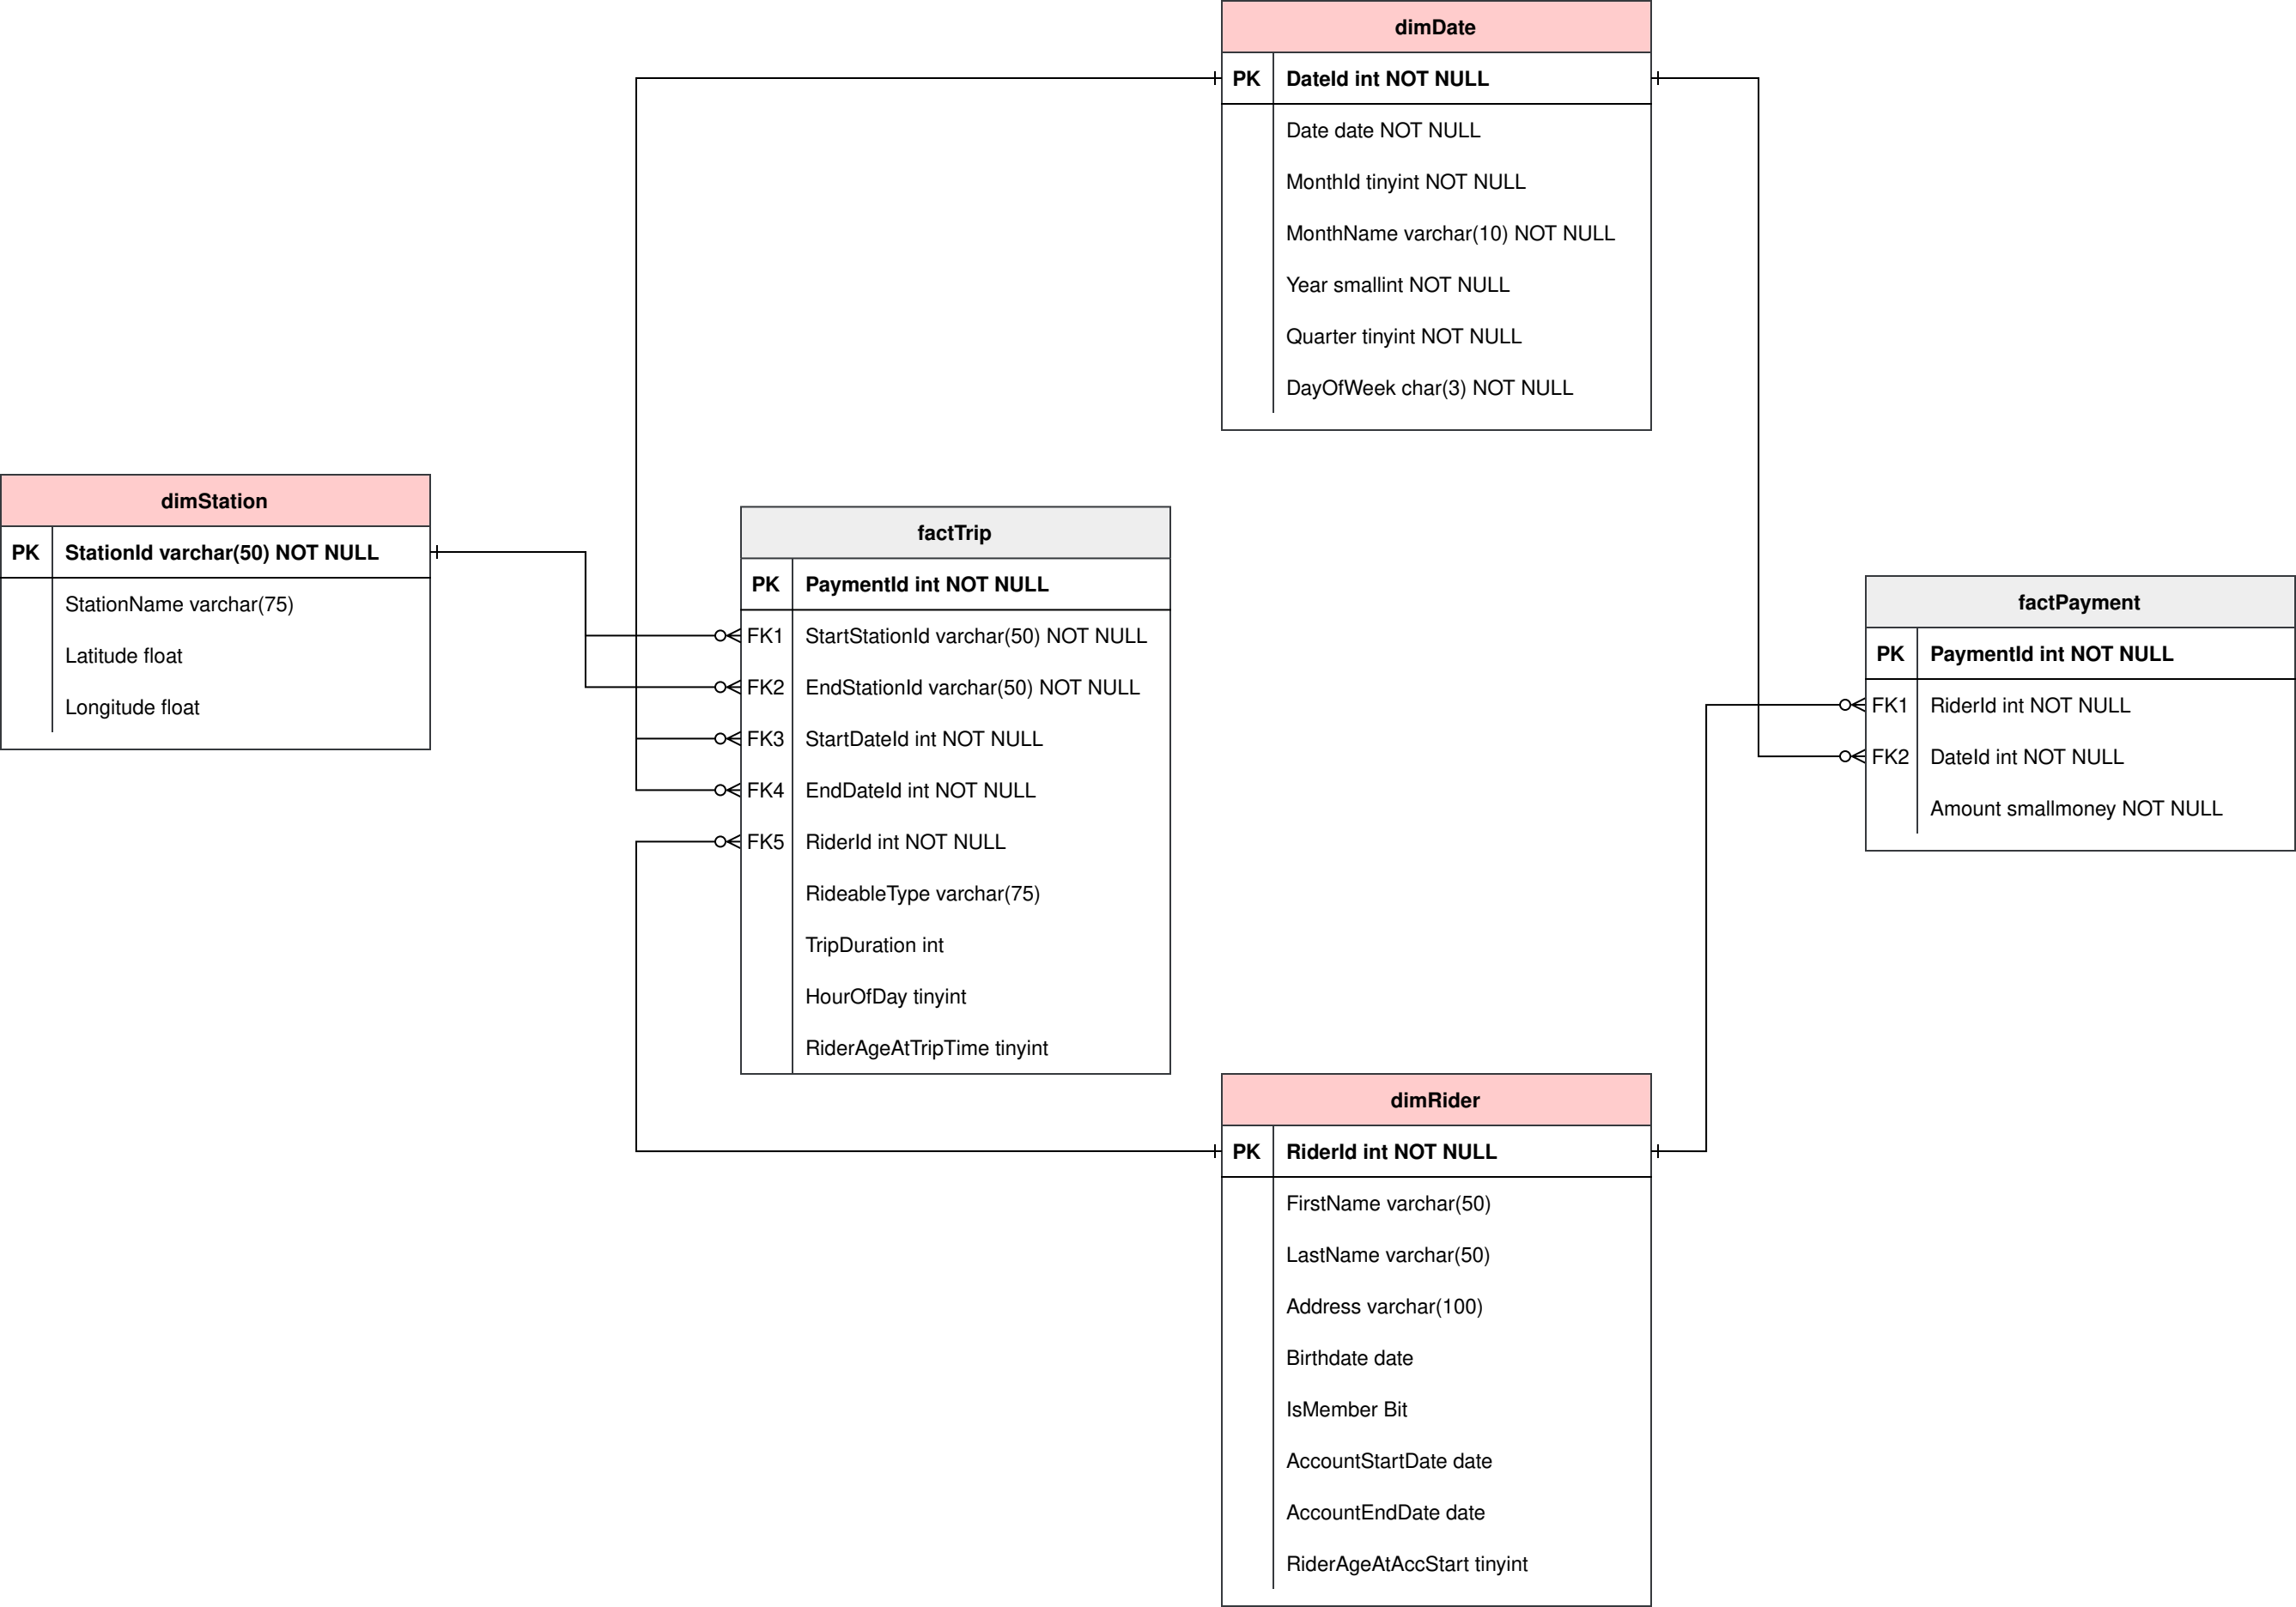 dimDate
PK DateId int NOT NULL
Date date NOT NULL
MonthId tinyint NOT NULL
MonthName varchar(10) NOT NULL
Year smallint NOT NULL
Quarter tinyint NOT NULL
DayOfWeek char(3) NOT NULL
dimStation
PK StationId varchar(50) NOT NULL
StationName varchar(75)
Latitude float
Longitude float
factTrip
PK PaymentId int NOT NULL
FK1 StartStationId varchar(50) NOT NULL
FK2 EndStationId varchar(50) NOT NULL
FK3 StartDateId int NOT NULL
FK4 EndDateId int NOT NULL
FK5 RiderId int NOT NULL
RideableType varchar(75)
TripDuration int
HourOfDay tinyint
RiderAgeAtTripTime tinyint
factPayment
PK PaymentId int NOT NULL
FK1 RiderId int NOT NULL
FK2 DateId int NOT NULL
Amount smallmoney NOT NULL
dimRider
PK RiderId int NOT NULL
FirstName varchar(50)
LastName varchar(50)
Address varchar(100)
Birthdate date
IsMember Bit
AccountStartDate date
AccountEndDate date
RiderAgeAtAccStart tinyint